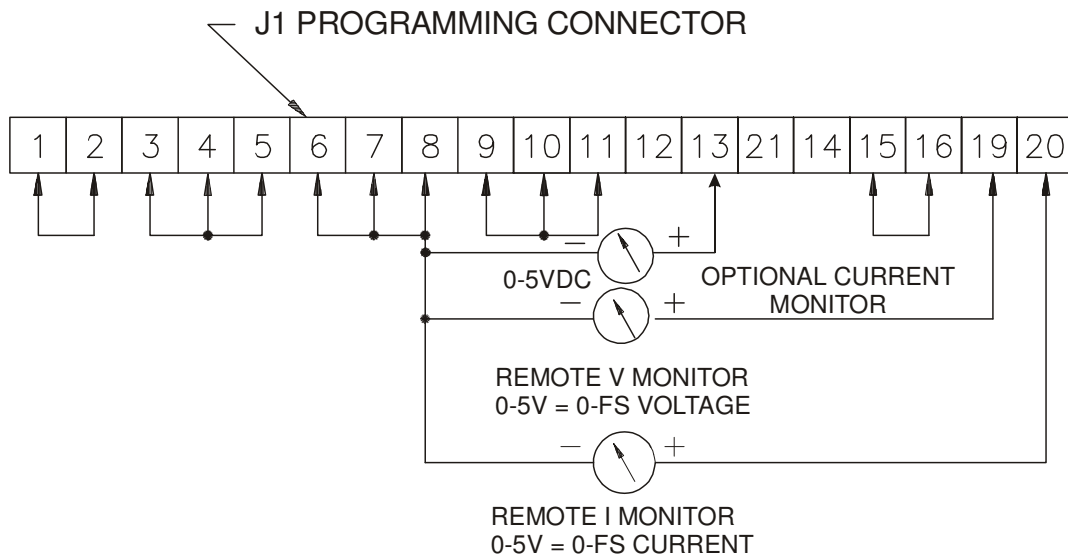 J1 PROGRAMMING CONNECTOR
1 2 3 4 5 6 7 8 9 10 11 12 13 21 14 15 16 19 20
− +
0-5VDC
OPTIONAL CURRENT
MONITOR
− +
REMOTE V MONITOR
0-5V = 0-FS VOLTAGE
− +
REMOTE I MONITOR
0-5V = 0-FS CURRENT